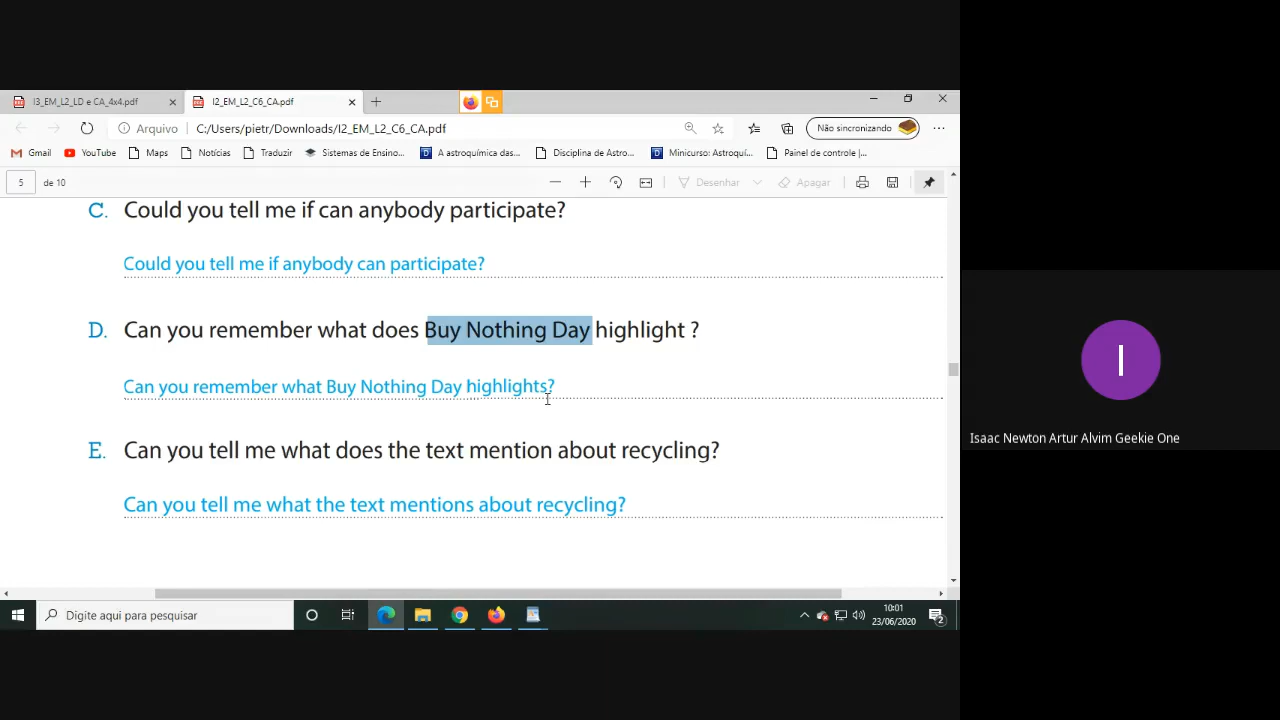 I3_EM_L2_LD e CA_4x4.pdf
I2_EM_L2_C6_CA.pdf
Arquivo
C:/Users/pietr/Downloads/I2_EM_L2_C6_CA.pdf
Não sincronizando
Gmail
YouTube
Maps
Notícias
Traduzir
Sistemas de Ensino...
A astroquímica das...
Disciplina de Astro...
Minicurso: Astroquí...
Painel de controle |...
5 de 10
Desenhar
Apagar
C. Could you tell me if can anybody participate?
Could you tell me if anybody can participate?
D. Can you remember what does Buy Nothing Day highlight ?
Can you remember what Buy Nothing Day highlights?
E. Can you tell me what does the text mention about recycling?
Can you tell me what the text mentions about recycling?
I
Isaac Newton Artur Alvim Geekie One
Digite aqui para pesquisar
10:01
23/06/2020
2